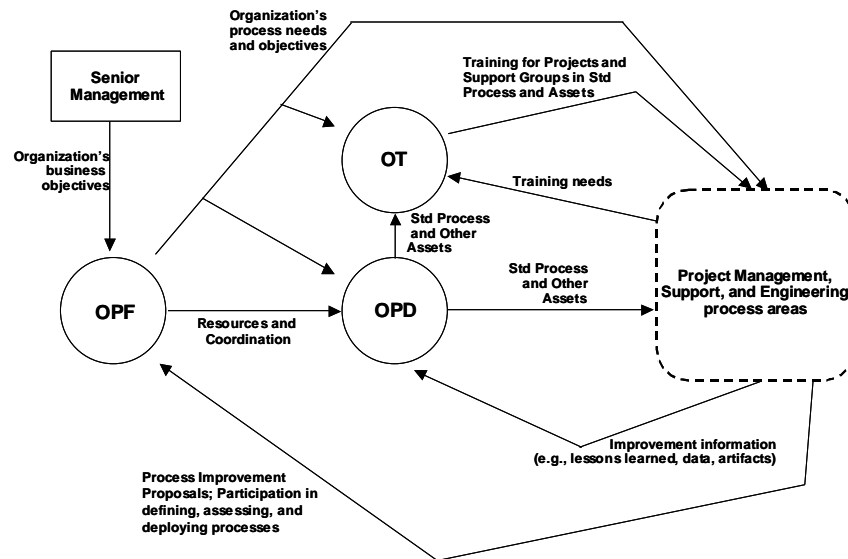 Organization's
process needs
and objectives
Senior
Management
Training for Projects and
Support Groups in Std
Process and Assets
Organization's
business
objectives
OT
Training needs
Std Process
and Other
Assets
Std Process
and Other
Assets
Project Management,
Support, and Engineering
process areas
OPF
OPD
Resources and
Coordination
Improvement information
(e.g., lessons learned, data, artifacts)
Process Improvement
Proposals; Participation in
defining, assessing, and
deploying processes